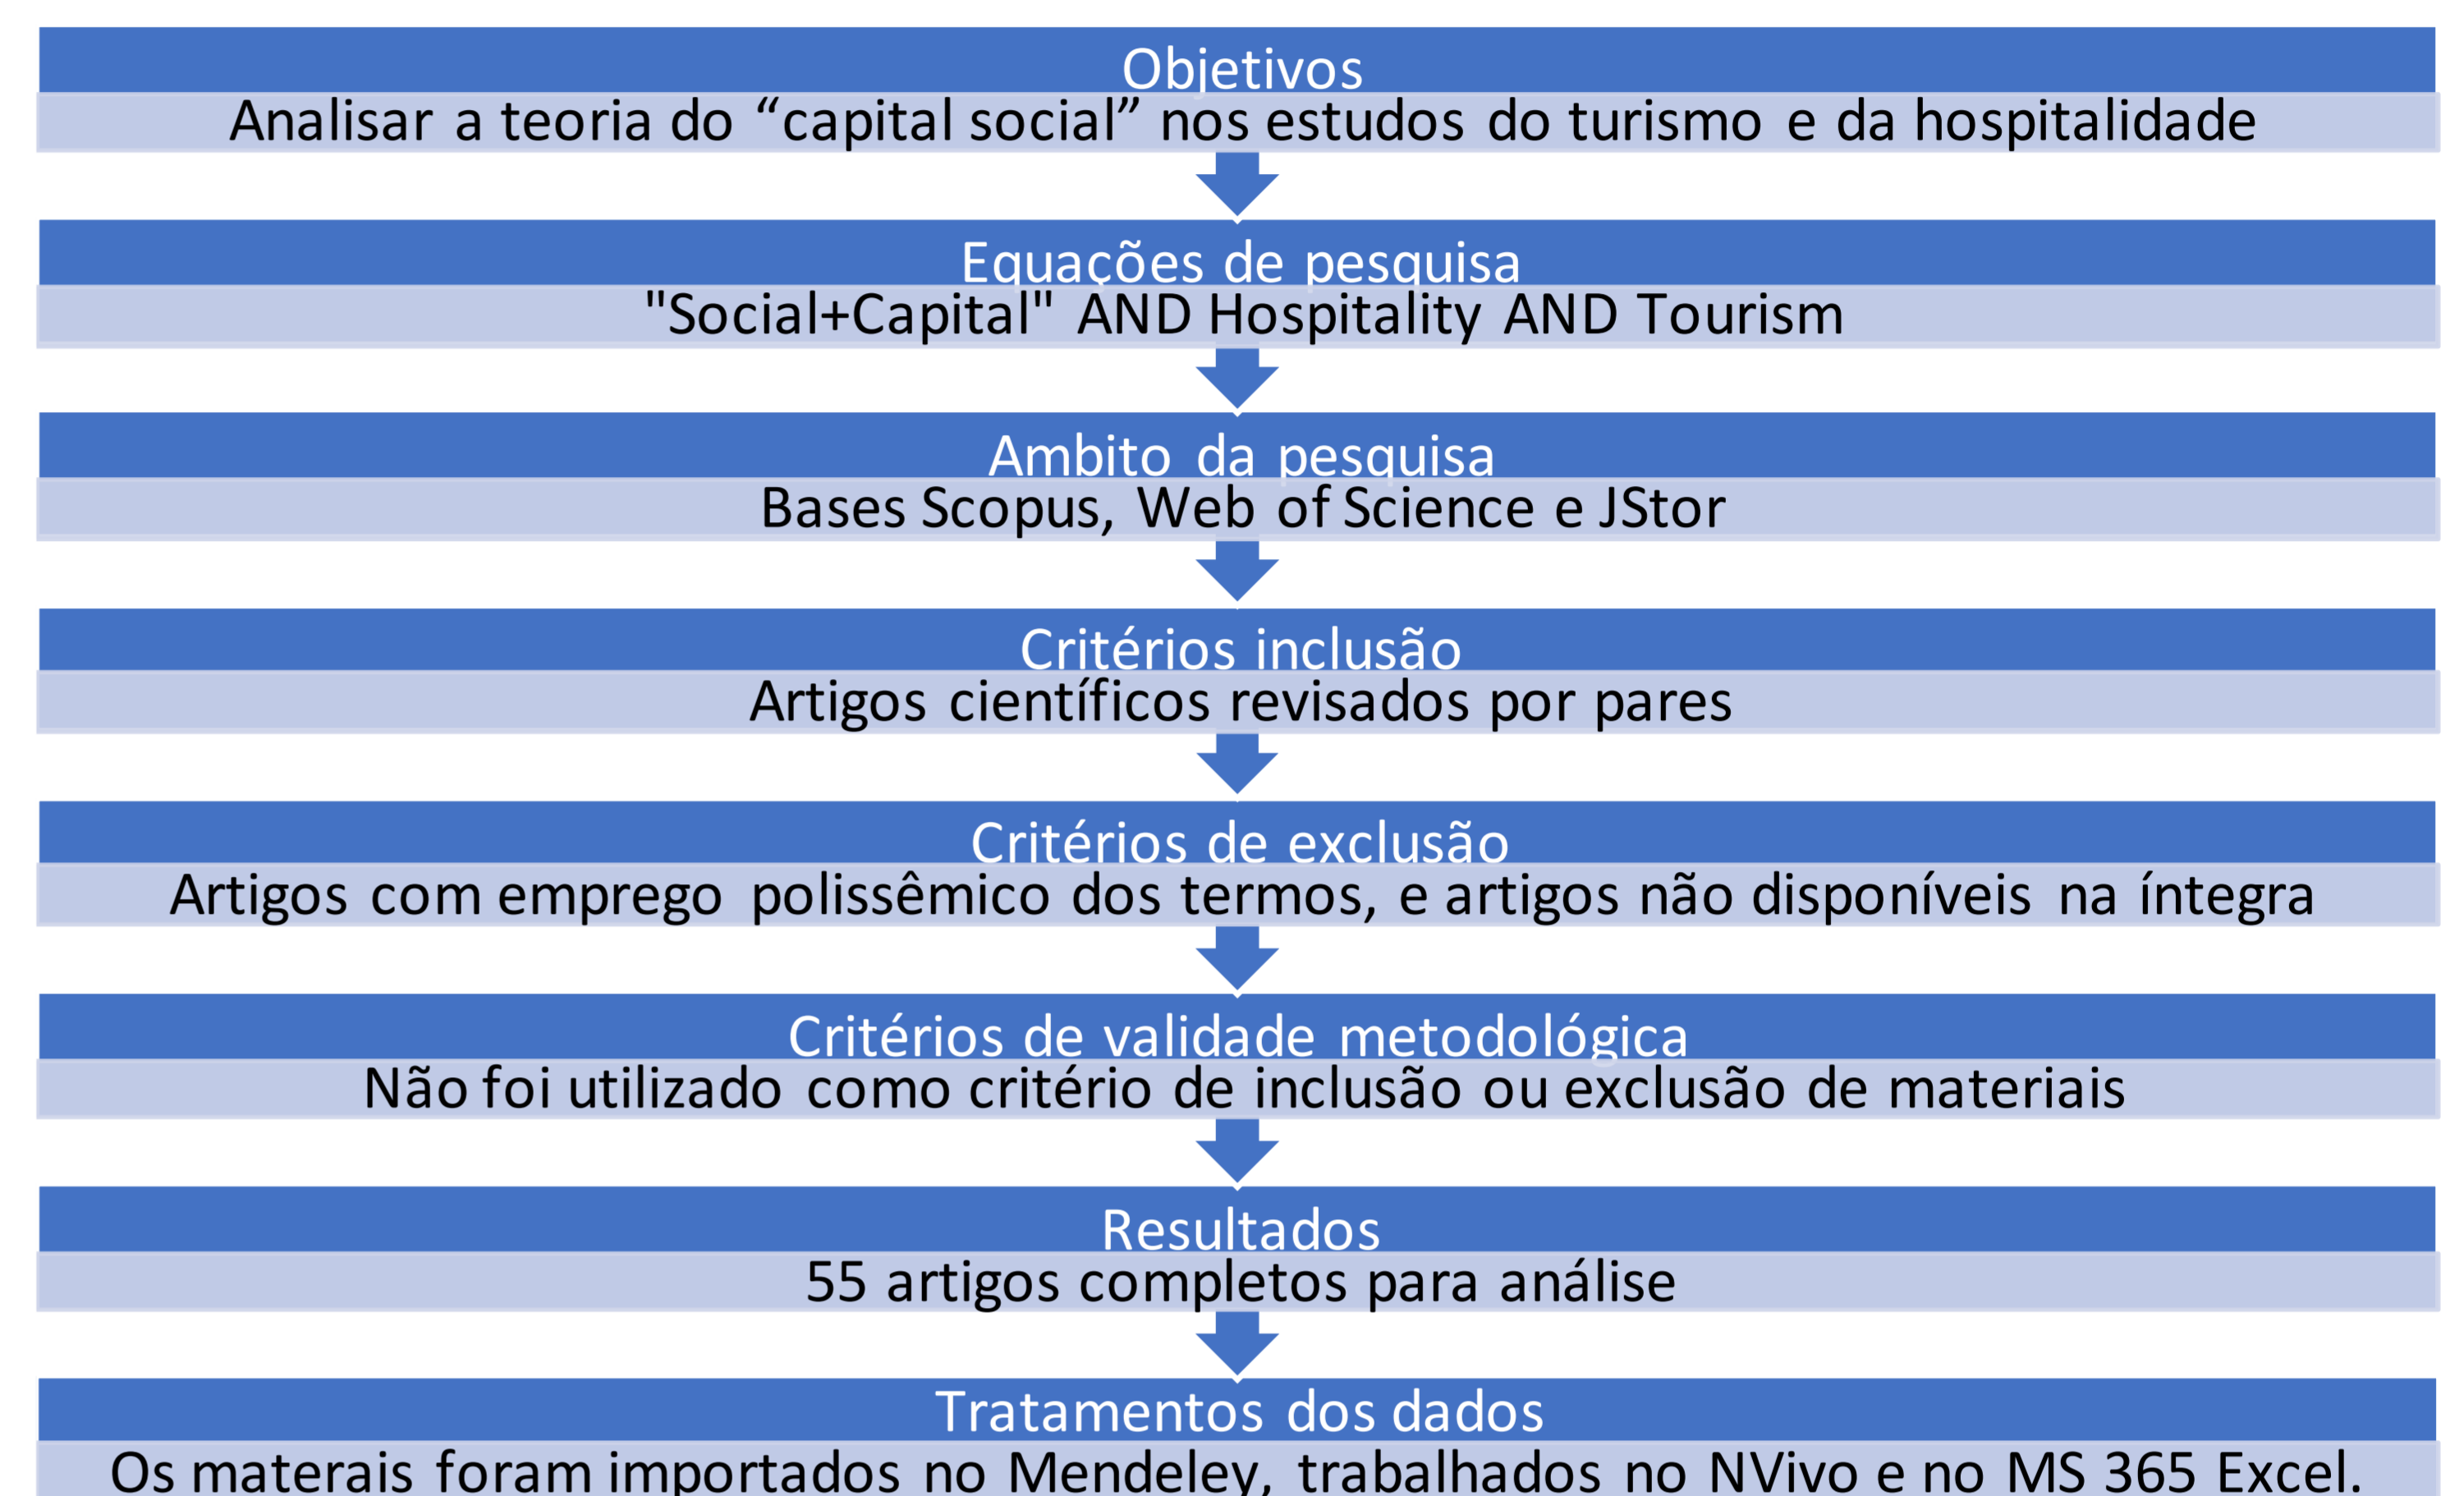 Objetivos
Analisar a teoria do “capital social” nos estudos do turismo e da hospitalidade
Equações de pesquisa
"Social+Capital" AND Hospitality AND Tourism
Ambito da pesquisa
Bases Scopus, Web of Science e JStor
Critérios inclusão
Artigos científicos revisados por pares
Critérios de exclusão
Artigos com emprego polissêmico dos termos, e artigos não disponíveis na íntegra
Critérios de validade metodológica
Não foi utilizado como critério de inclusão ou exclusão de materiais
Resultados
55 artigos completos para análise
Tratamentos dos dados
Os materais foram importados no Mendeley, trabalhados no NVivo e no MS 365 Excel.